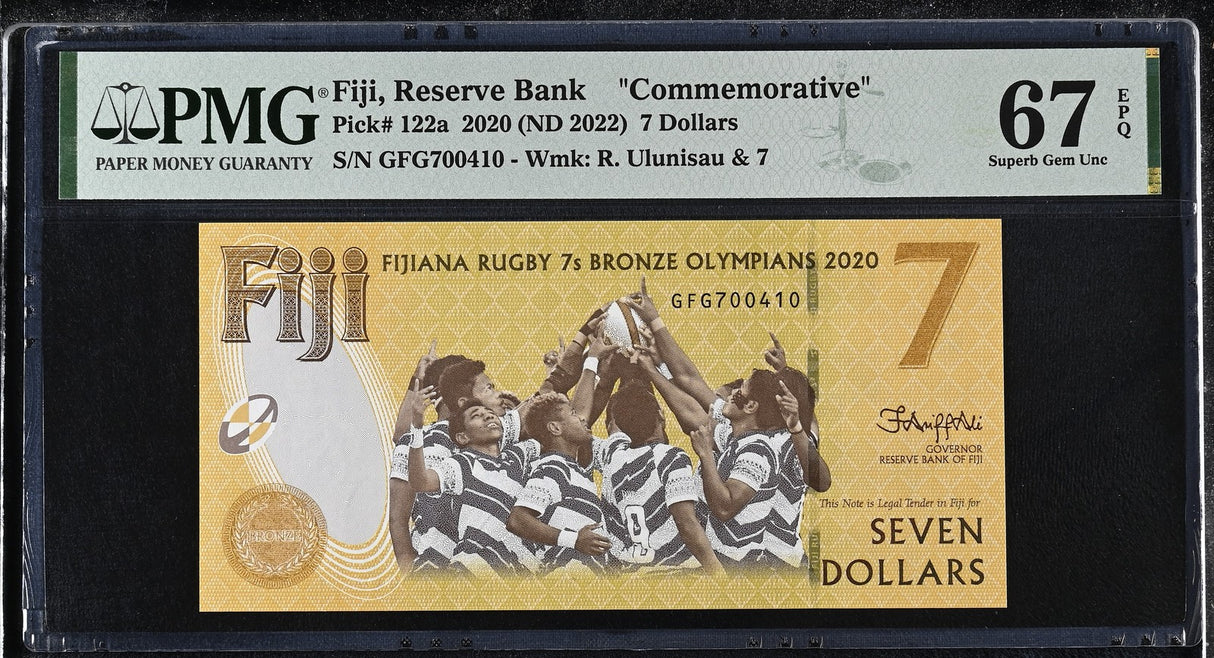 PMG®
PAPER MONEY GUARANTY
Fiji, Reserve Bank "Commemorative"
Pick# 122a 2020 (ND 2022) 7 Dollars
S/N GFG700410 - Wmk: R. Ulunisau & 7
67
EPQ
Superb Gem Unc
Fiji
FIJIANA RUGBY 7s BRONZE OLYMPIANS 2020
7
GFG700410
GOVERNOR
RESERVE BANK OF FIJI
This Note is Legal Tender in Fiji for
SEVEN
DOLLARS
BRONZE